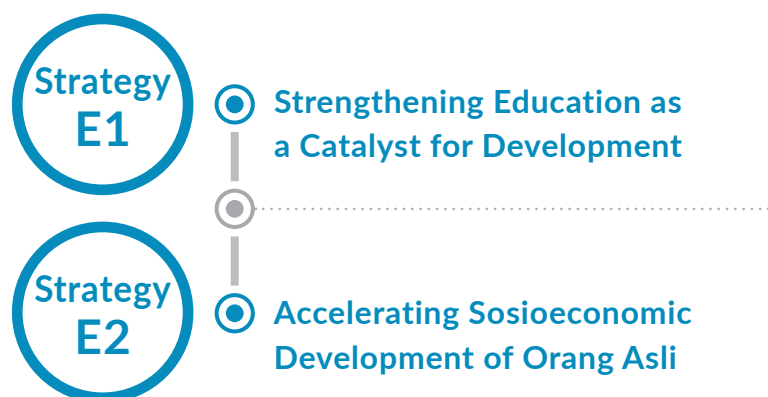 Strategy
E1
Strengthening Education as
a Catalyst for Development
Strategy
E2
Accelerating Sosioeconomic
Development of Orang Asli